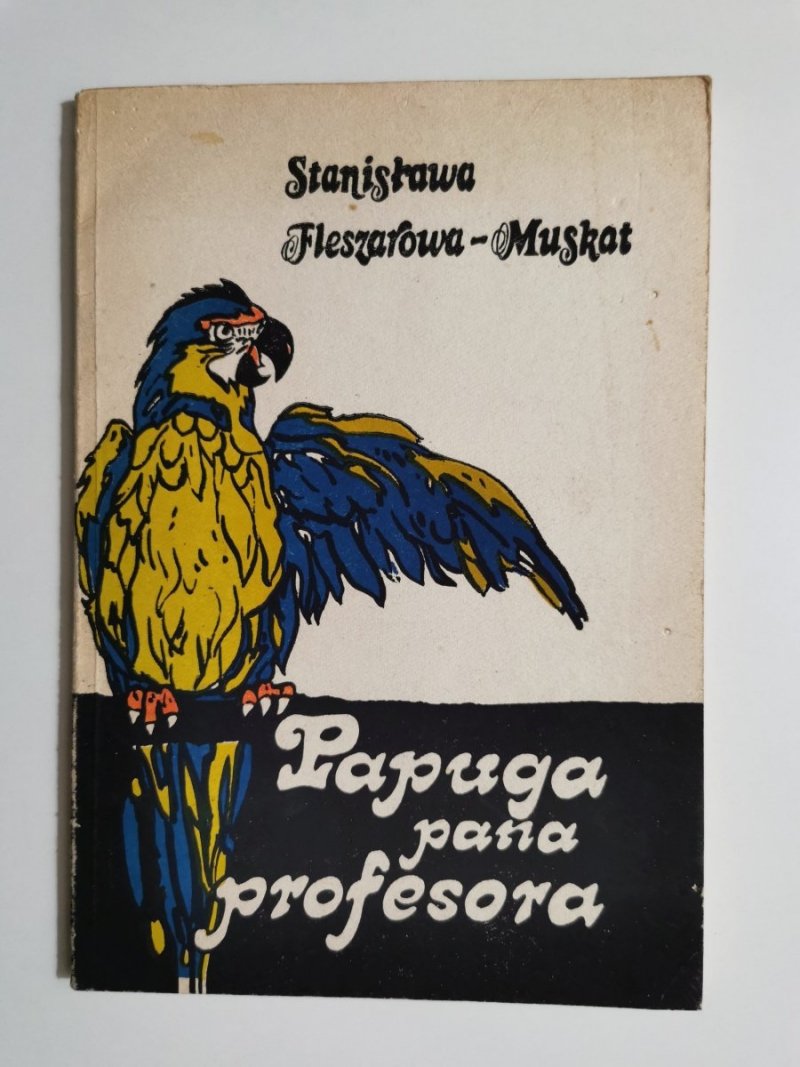 Stanisława
Fleszarowa-Muskat
Papuga
pana
profesora